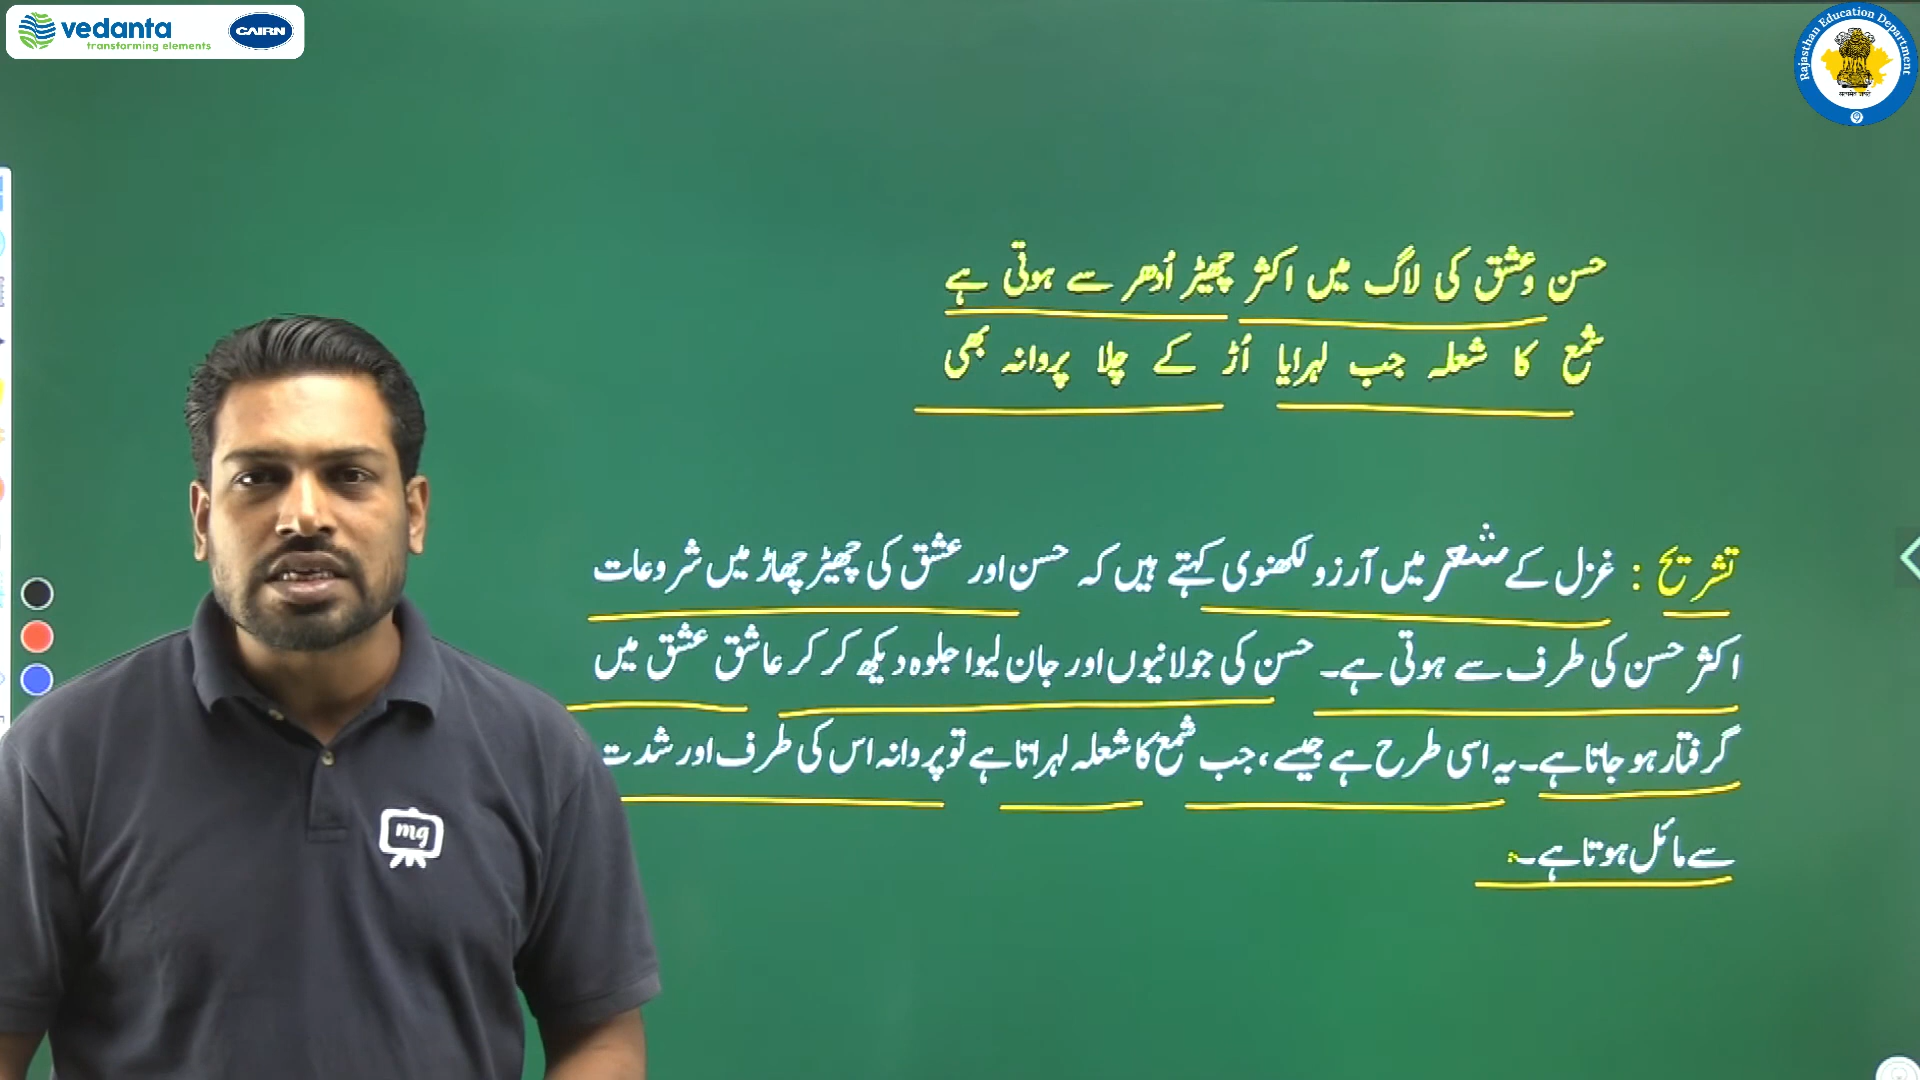 vedanta
transforming elements
CAIRN
Rajasthan Education Department
حسن وعشق کی لاگ میں اکثر چھیڑ اُدھر سے ہوتی ہے
شمع کا شعلہ جب لہرایا اُڑ کے چلا پروانہ بھی
تشریح : غزل کے شعر میں آرزو لکھنوی کہتے ہیں کہ حسن اور عشق کی چھیڑ چھاڑ میں شروعات
اکثر حسن کی طرف سے ہوتی ہے۔ حسن کی جولانیوں اور جان لیوا جلوہ دیکھ کر کر عاشق عشق میں
گرفتار ہو جاتا ہے۔ یہ اسی طرح ہے جیسے، جب شمع کا شعلہ لہراتا ہے تو پروانہ اس کی طرف اور شدت
سے مائل ہوتا ہے۔
mg